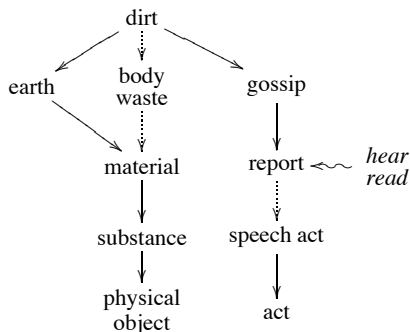 dirt
earth
body
waste
gossip
material
report
hear
read
substance
speech act
physical
object
act